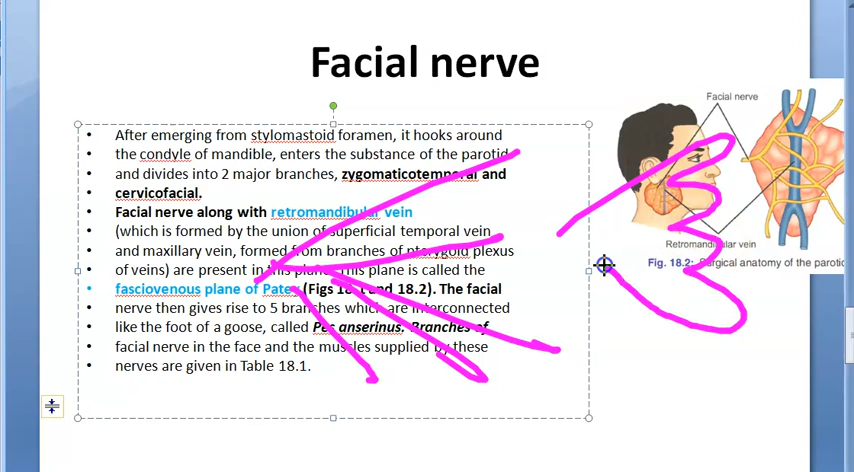 Facial nerve
After emerging from stylomastoid foramen, it hooks around
the condyle of mandible, enters the substance of the parotid
and divides into 2 major branches, zygomaticotemporal and
cervicofacial.
Facial nerve along with retromandibular vein
(which is formed by the union of superficial temporal vein
and maxillary vein, formed from branches of pterygoid plexus
of veins) are present in this plane. This plane is called the
fasciovenous plane of Patey (Figs 18.1 and 18.2). The facial
nerve then gives rise to 5 branches which are interconnected
like the foot of a goose, called Pes anserinus. Branches of
facial nerve in the face and the muscles supplied by these
nerves are given in Table 18.1.
Facial nerve
Retromandibular vein
Fig. 18.2: Surgical anatomy of the parotid